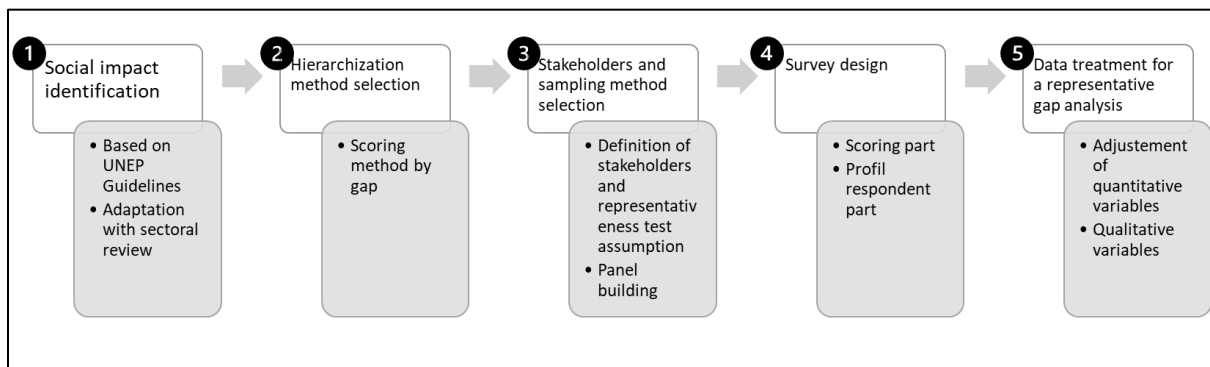 1
Social impact
identification
• Based on
UNEP
Guidelines
• Adaptation
with sectoral
review
2
Hierarchization
method selection
• Scoring
method by
gap
3
Stakeholders and
sampling method
selection
• Definition of
stakeholders
and
representativ
eness test
assumption
• Panel
building
4
Survey design
• Scoring part
• Profil
respondent
part
5
Data treatment for
a representative
gap analysis
• Adjustement
of
quantitative
variables
• Qualitative
variables